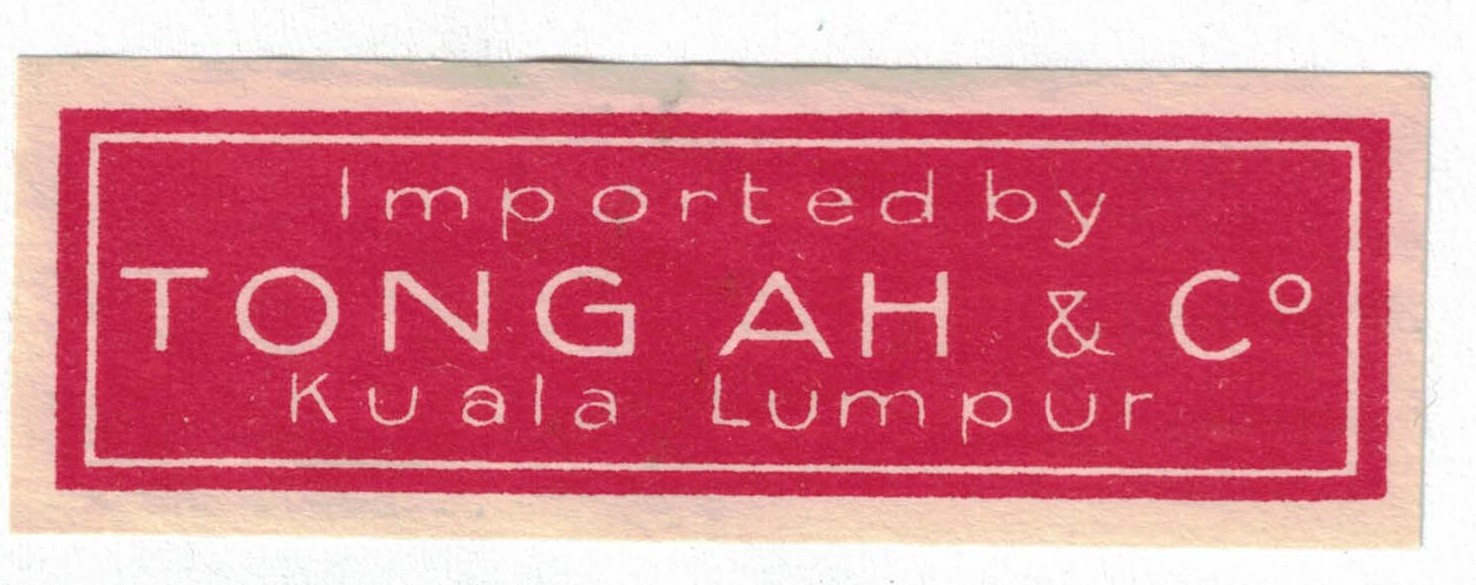 Imported by
TONG AH & Cº
Kuala Lumpur